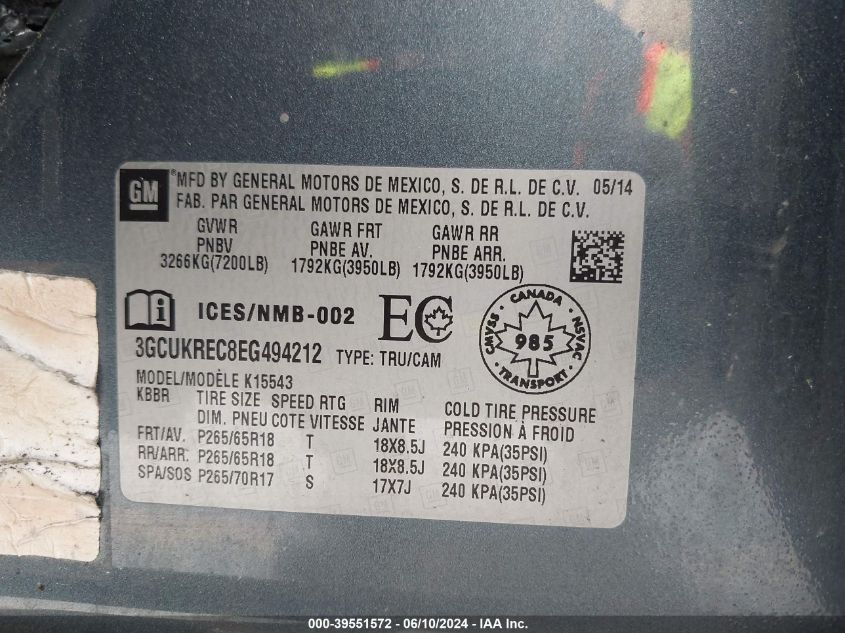 GM ®MFD BY GENERAL MOTORS DE MEXICO, S. DE R.L. DE C.V. 05/14
FAB. PAR GENERAL MOTORS DE MEXICO, S. DE R.L. DE C.V.
GVWR GAWR FRT GAWR RR
PNBV PNBE AV. PNBE ARR.
3266KG(7200LB) 1792KG(3950LB) 1792KG(3950LB)
ICES/NMB-002 EC
CANADA
CMVSS 985 NSVAC
TRANSPORT
3GCUKREC8EG494212 TYPE: TRU/CAM
MODEL/MODÈLE K15543
KBBR TIRE SIZE SPEED RTG RIM COLD TIRE PRESSURE
DIM. PNEU COTE VITESSE JANTE PRESSION À FROID
FRT/AV. P265/65R18 T 18X8.5J 240 KPA(35PSI)
RR/ARR. P265/65R18 T 18X8.5J 240 KPA(35PSI)
SPA/SOS P265/70R17 S 17X7J 240 KPA(35PSI)
000-39551572 - 06/10/2024 - IAA Inc.